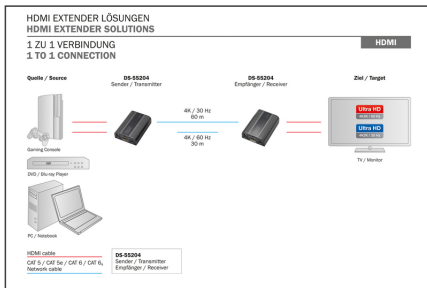 HDMI EXTENDER LÖSUNGEN
HDMI EXTENDER SOLUTIONS
1 ZU 1 VERBINDUNG
1 TO 1 CONNECTION
HDMI
Quelle / Source
DS-55204
Sender / Transmitter
DS-55204
Empfänger / Receiver
Ziel / Target
4K / 30 Hz
60 m
4K / 60 Hz
30 m
Ultra HD
Ultra HD
Gaming Console
DVD / Blu-ray Player
PC / Notebook
TV / Monitor
HDMI cable
CAT 5 / CAT 5e / CAT 6 / CAT 6A
Network cable
DS-55204
Sender / Transmitter
Empfänger / Receiver